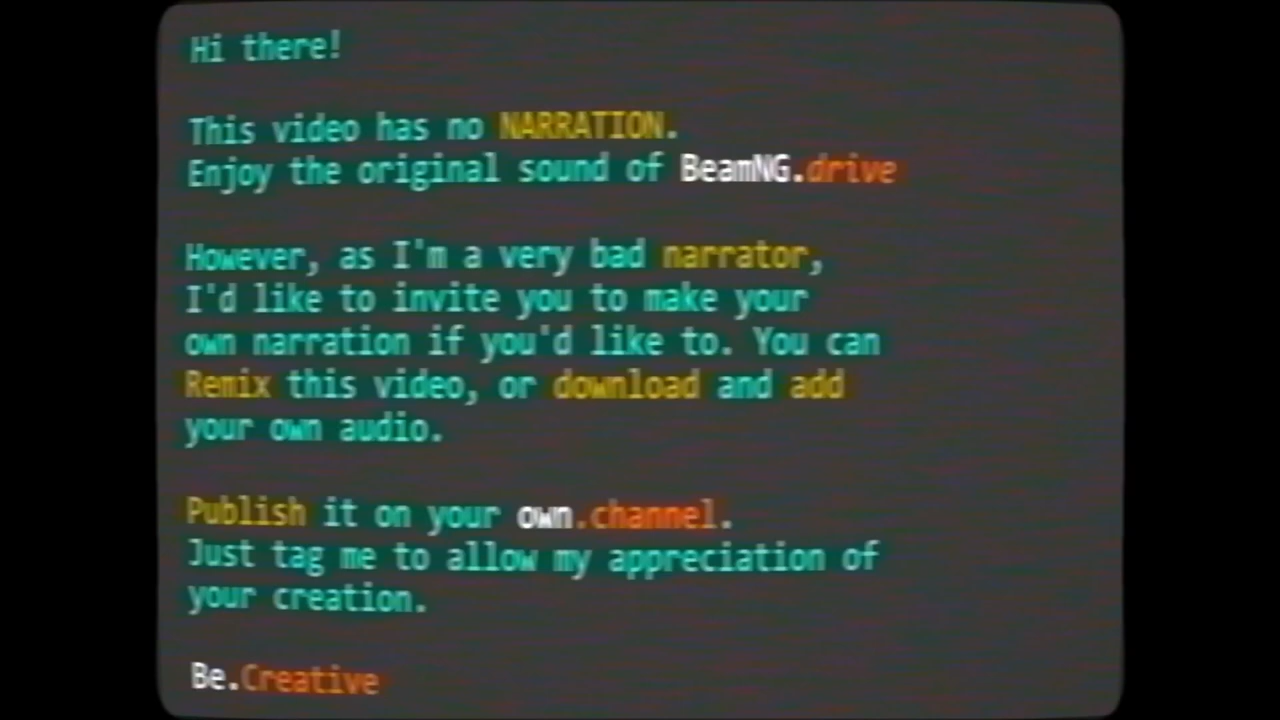 Hi there!
This video has no NARRATION.
Enjoy the original sound of BeamNG.drive
However, as I'm a very bad narrator,
I'd like to invite you to make your
own narration if you'd like to. You can
Remix this video, or download and add
your own audio.
Publish it on your own.channel.
Just tag me to allow my appreciation of
your creation.
Be.Creative